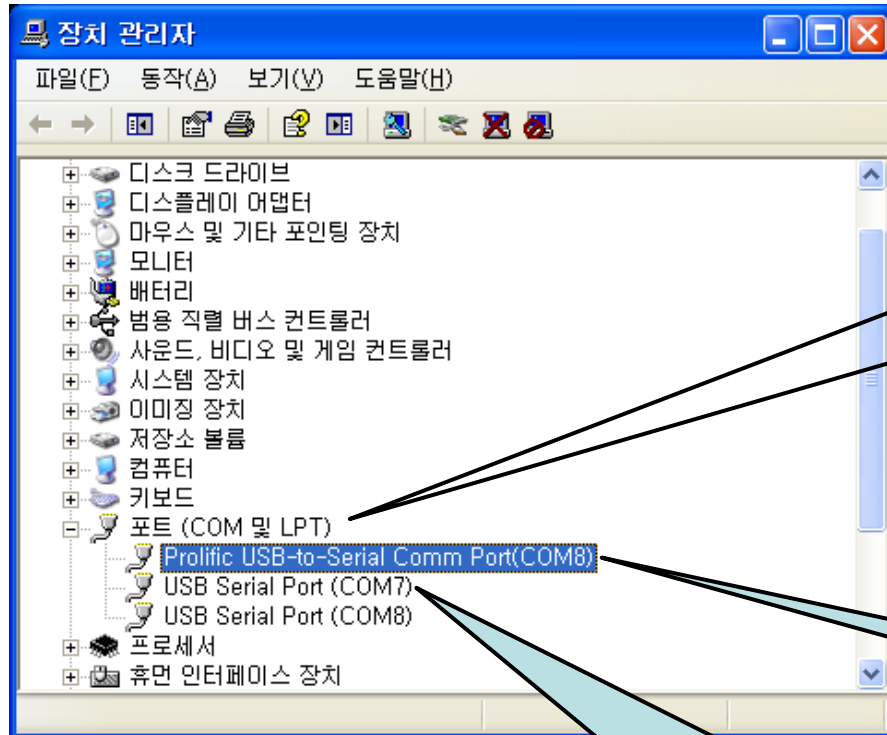 장치 관리자
파일(F) 동작(A) 보기(V) 도움말(H)
디스크 드라이브
디스플레이 어댑터
마우스 및 기타 포인팅 장치
모니터
배터리
범용 직렬 버스 컨트롤러
사운드, 비디오 및 게임 컨트롤러
시스템 장치
이미징 장치
저장소 볼륨
컴퓨터
키보드
포트 (COM 및 LPT)
Prolific USB-to-Serial Comm Port(COM8)
USB Serial Port (COM7)
USB Serial Port (COM8)
프로세서
휴먼 인터페이스 장치